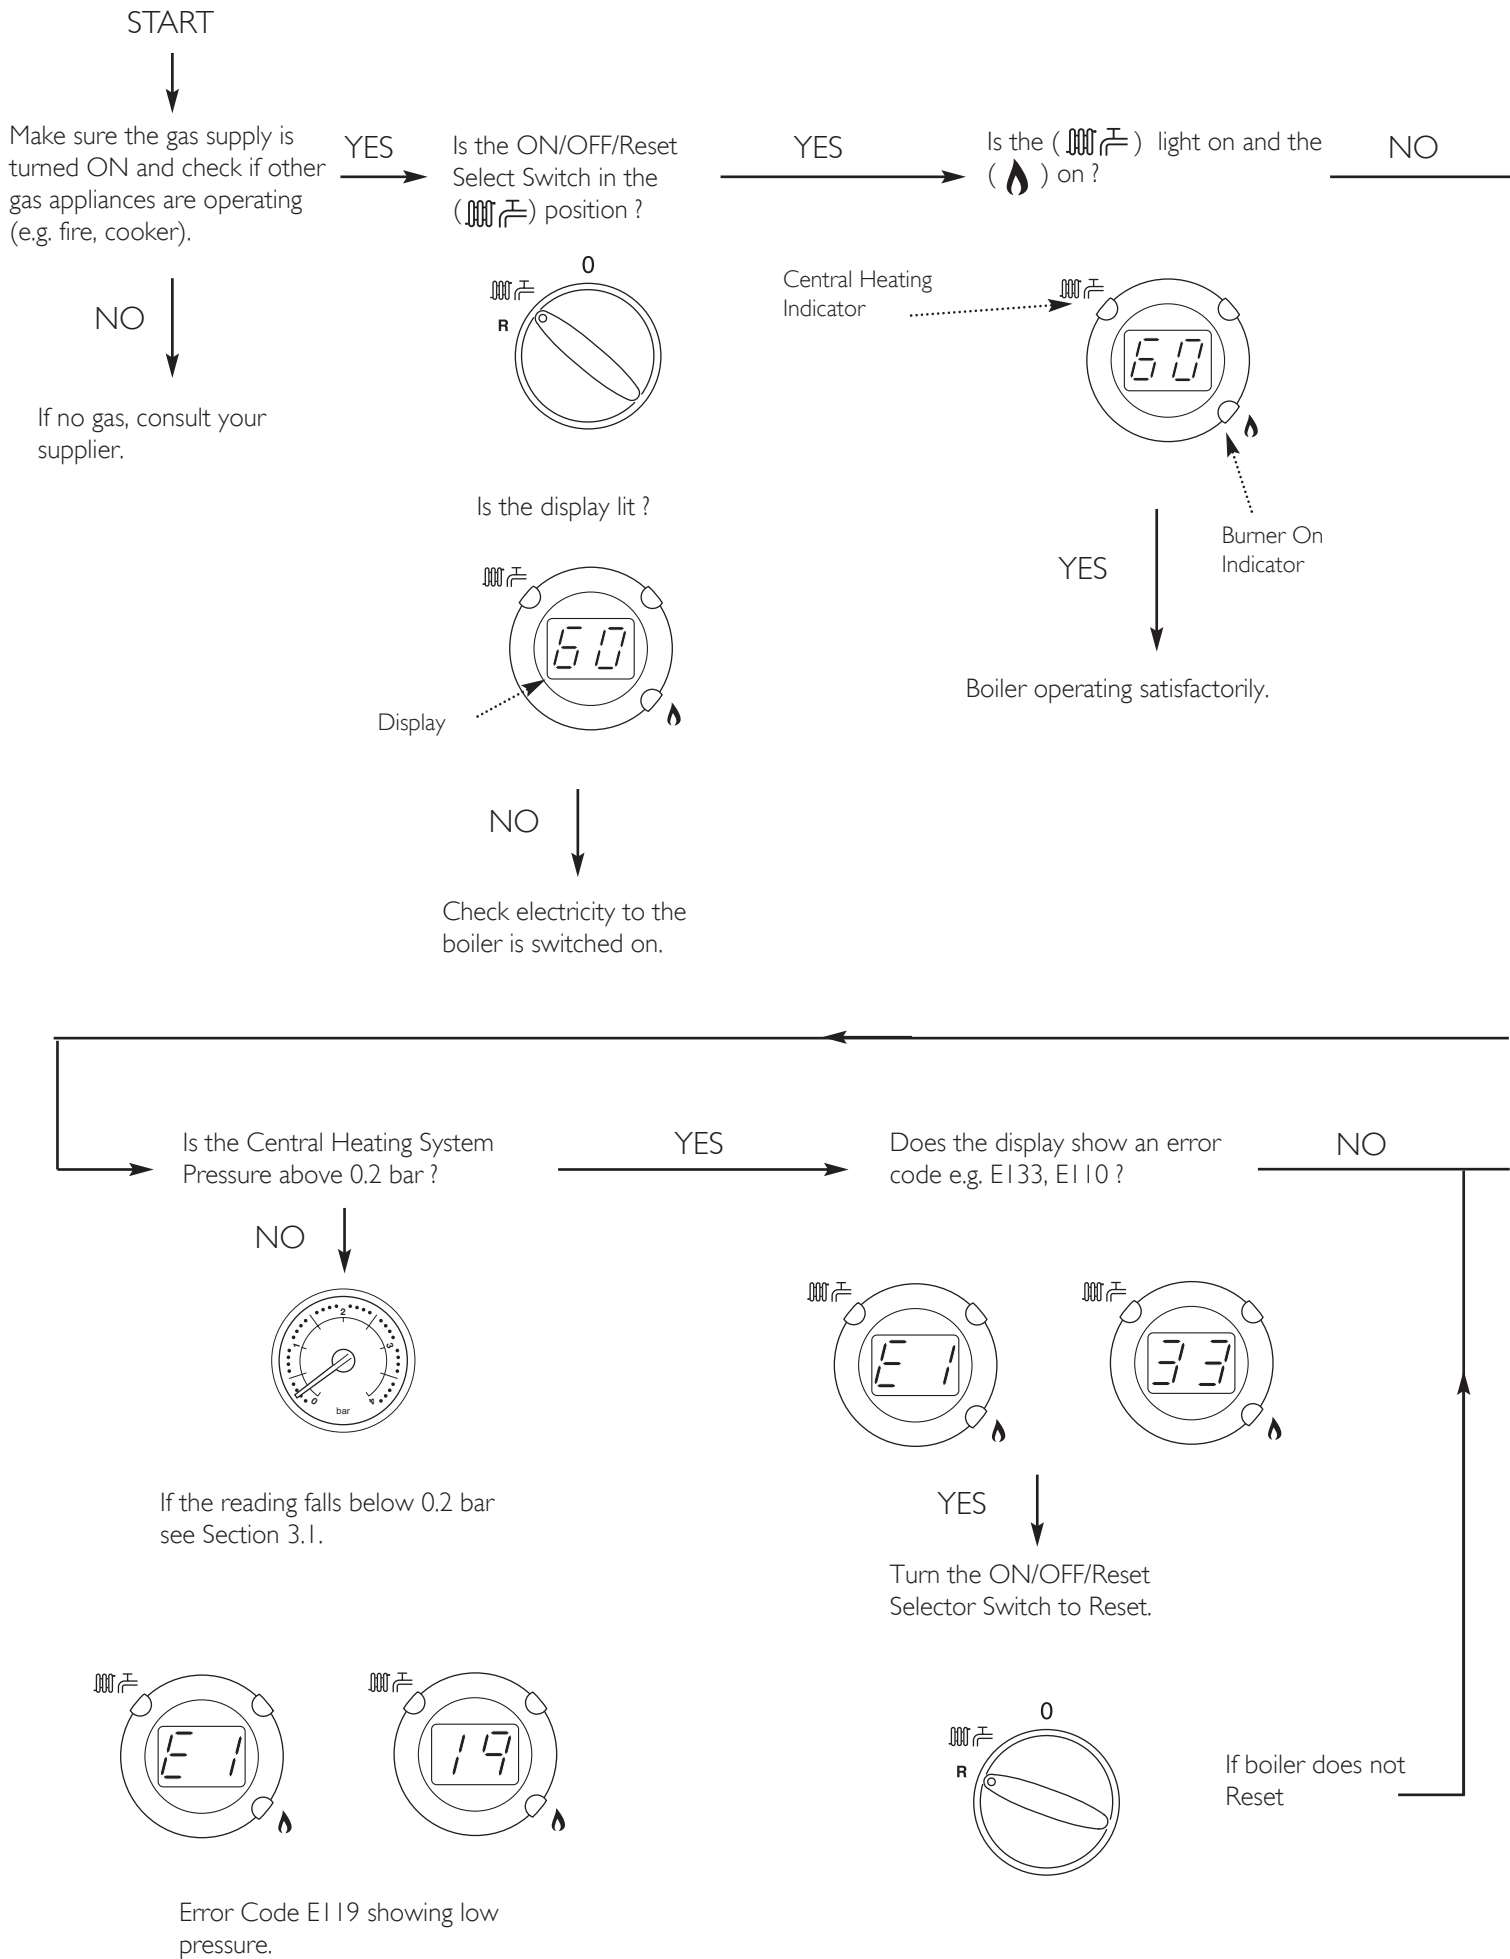 START
Make sure the gas supply is
turned ON and check if other
gas appliances are operating
(e.g. fire, cooker).
YES
Is the ON/OFF/Reset
Select Switch in the
( ) position ?
YES
Is the ( ) light on and the
( ) on ?
NO
0
R
Central Heating
Indicator
60
NO
If no gas, consult your
supplier.
Is the display lit ?
60
Display
Burner On
Indicator
YES
Boiler operating satisfactorily.
NO
Check electricity to the
boiler is switched on.
Is the Central Heating System
Pressure above 0.2 bar ?
YES
Does the display show an error
code e.g. E133, E110 ?
NO
NO
0
1
2
3
4
bar
E1
33
If the reading falls below 0.2 bar
see Section 3.1.
YES
Turn the ON/OFF/Reset
Selector Switch to Reset.
E1
19
0
R
If boiler does not
Reset
Error Code E119 showing low
pressure.